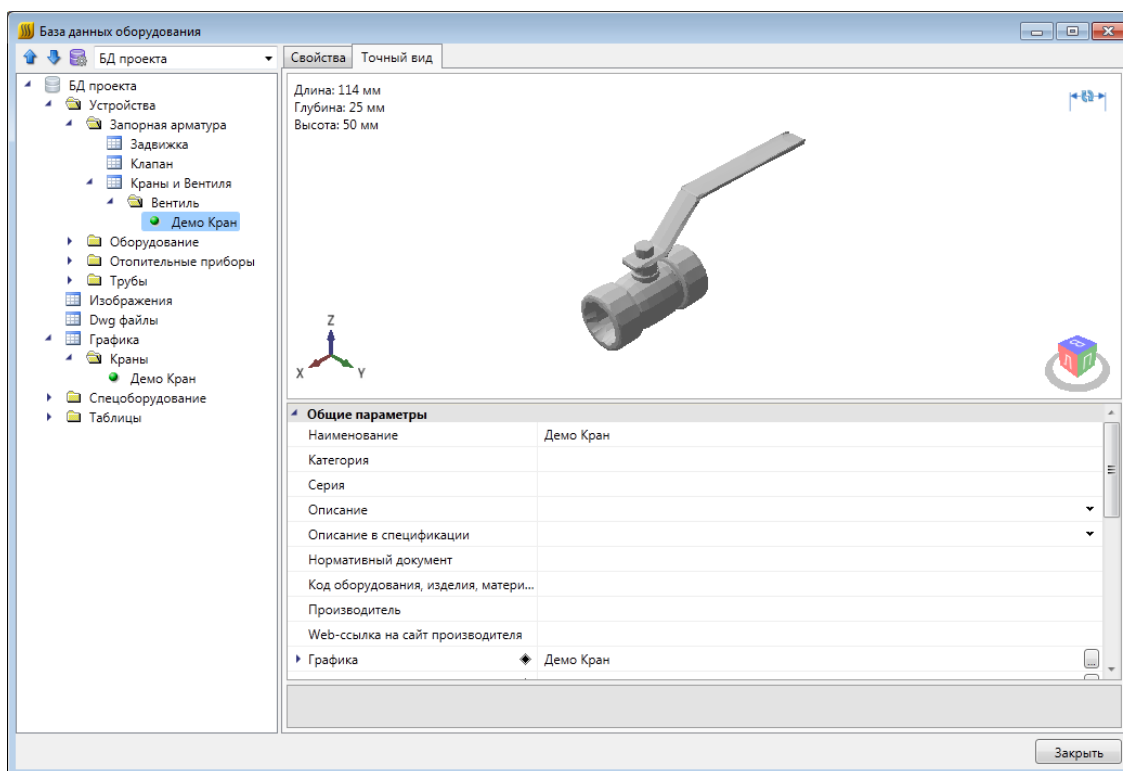 База данных оборудования
БД проекта
Свойства Точный вид
БД проекта
Устройства
Запорная арматура
Задвижка
Клапан
Краны и Вентиля
Вентиль
Демо Кран
Оборудование
Отопительные приборы
Трубы
Изображения
Dwg файлы
Графика
Краны
Демо Кран
Спецоборудование
Таблицы
Длина: 114 мм
Глубина: 25 мм
Высота: 50 мм
Z
X Y
В
Л П
Общие параметры
Наименование Демо Кран
Категория
Серия
Описание
Описание в спецификации
Нормативный документ
Код оборудования, изделия, матери...
Производитель
Web-ссылка на сайт производителя
Графика Демо Кран
...
Закрыть